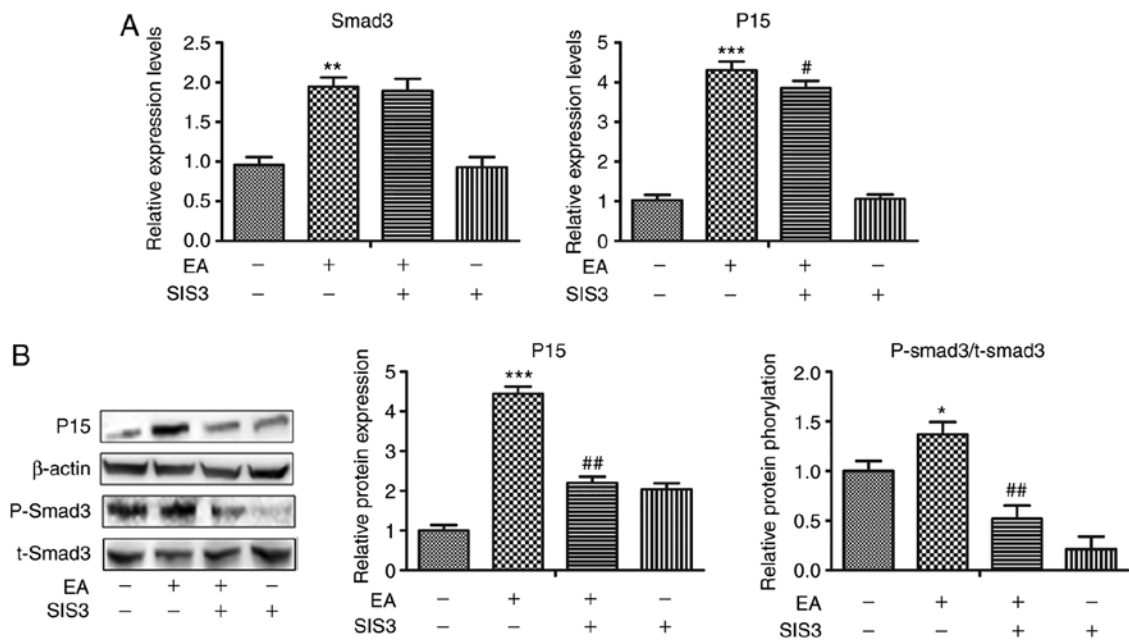 A
Smad3
Relative expression levels
2.5
2.0
1.5
1.0
0.5
0.0
**
EA − + + −
SIS3 − − + +
P15
Relative expression levels
5
4
3
2
1
0
***
#
EA − + + −
SIS3 − − + +
B
P15
β-actin
P-Smad3
t-Smad3
EA − + + −
SIS3 − − + +
P15
Relative protein expression
5
4
3
2
1
0
***
##
EA − + + −
SIS3 − − + +
P-smad3/t-smad3
Relative protein phorylation
2.0
1.5
1.0
0.5
0.0
*
##
EA − + + −
SIS3 − − + +